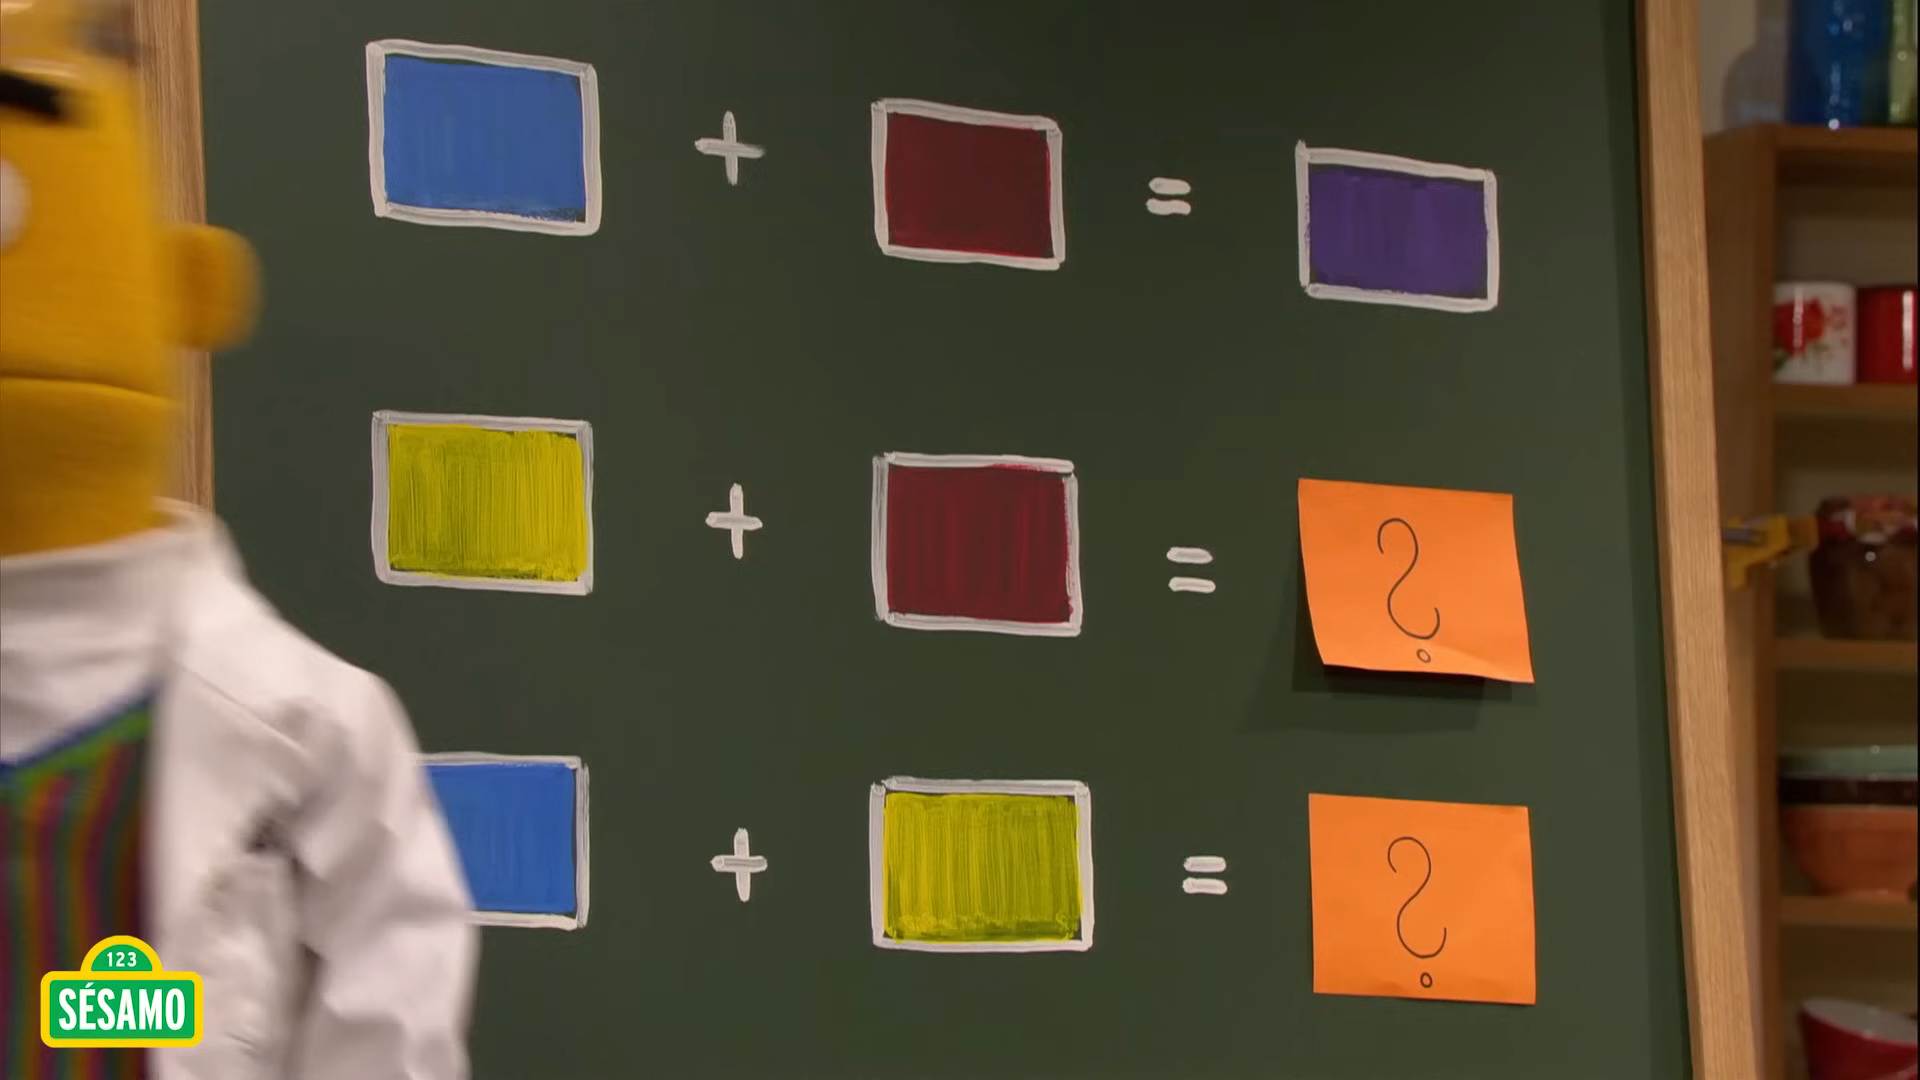 + =
+ = ?
+ = ?
123
SÉSAMO